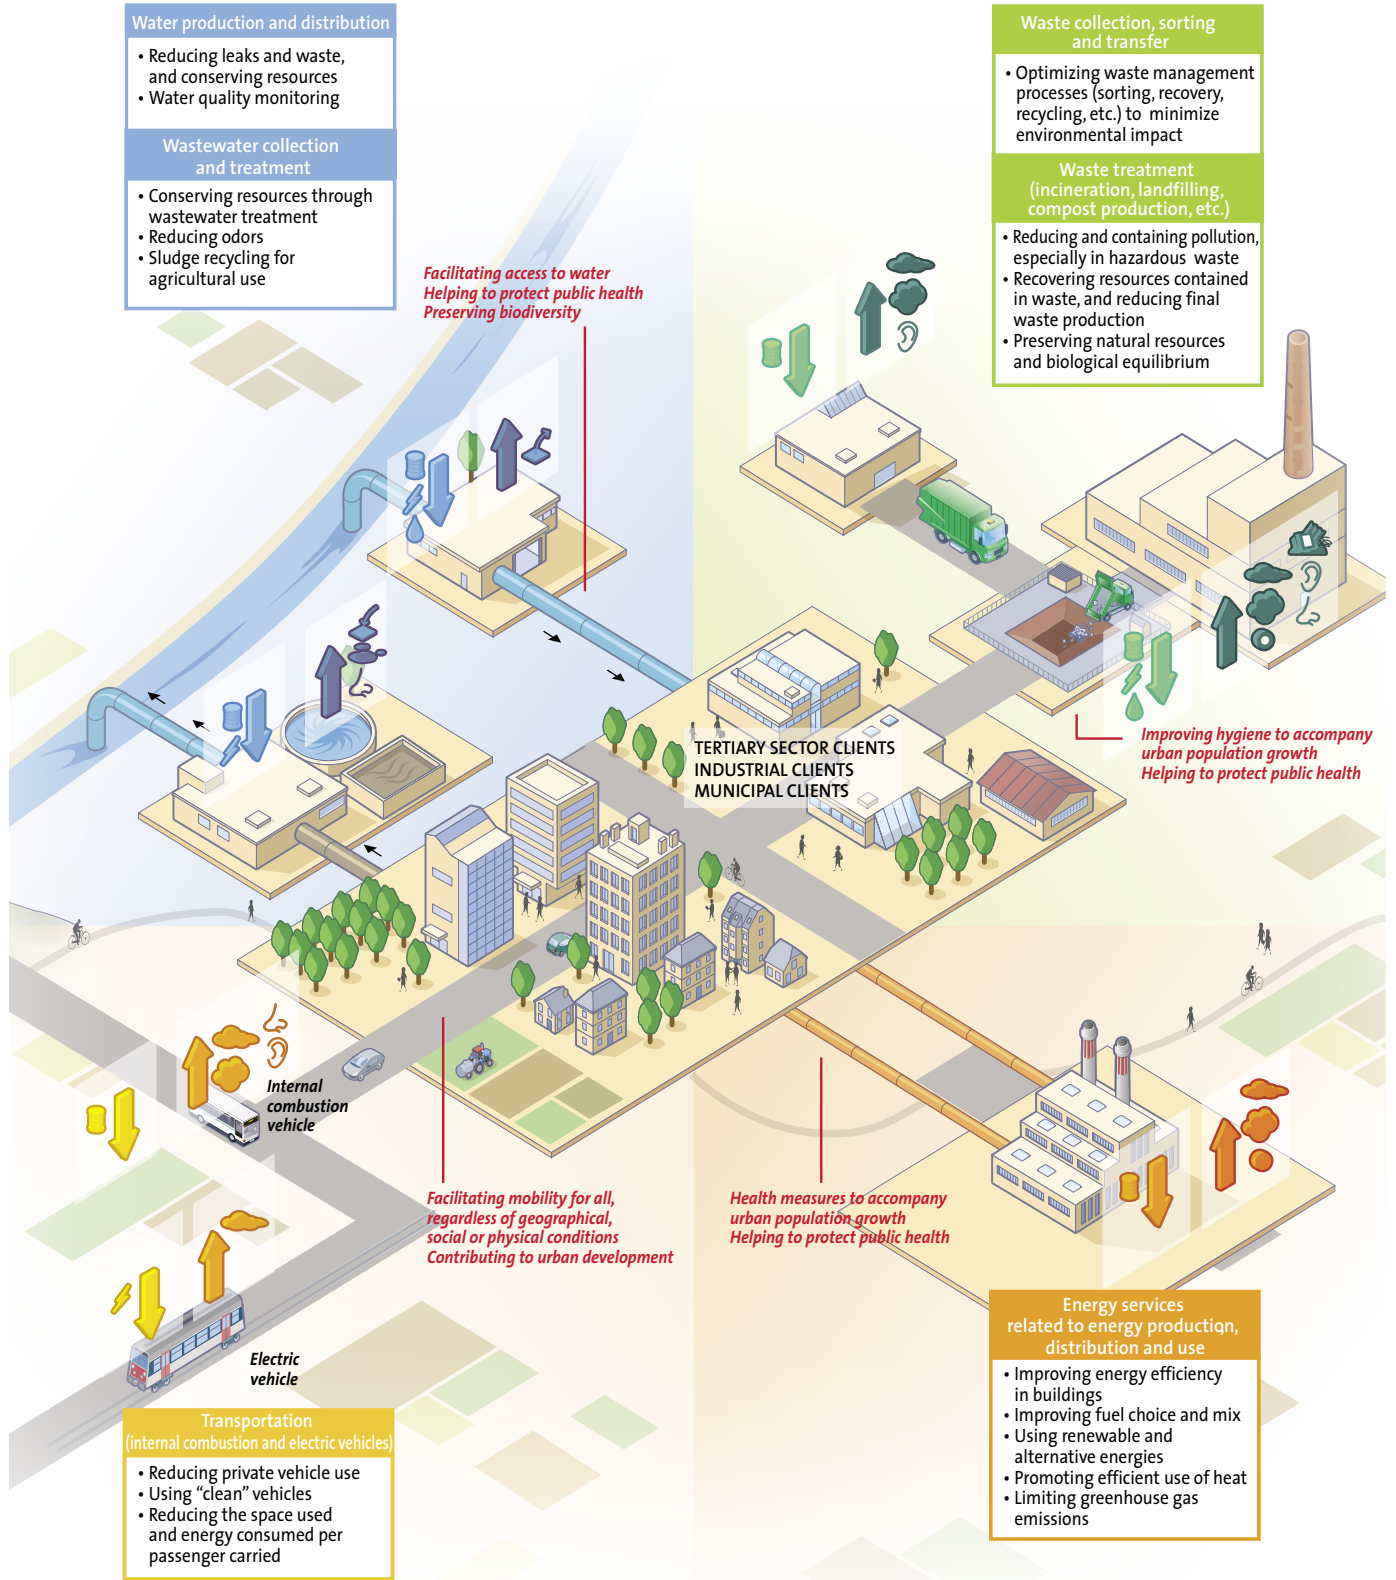 Water production and distribution
• Reducing leaks and waste,
and conserving resources
• Water quality monitoring
Wastewater collection
and treatment
• Conserving resources through
wastewater treatment
• Reducing odors
• Sludge recycling for
agricultural use
Waste collection, sorting
and transfer
• Optimizing waste management
processes (sorting, recovery,
recycling, etc.) to minimize
environmental impact
Waste treatment
(incineration, landfilling,
compost production, etc.)
• Reducing and containing pollution,
especially in hazardous waste
• Recovering resources contained
in waste, and reducing final
waste production
• Preserving natural resources
and biological equilibrium
Facilitating access to water
Helping to protect public health
Preserving biodiversity
TERTIARY SECTOR CLIENTS
INDUSTRIAL CLIENTS
MUNICIPAL CLIENTS
Improving hygiene to accompany
urban population growth
Helping to protect public health
Internal
combustion
vehicle
Facilitating mobility for all,
regardless of geographical,
social or physical conditions
Contributing to urban development
Health measures to accompany
urban population growth
Helping to protect public health
Electric
vehicle
Transportation
(internal combustion and electric vehicles)
• Reducing private vehicle use
• Using “clean” vehicles
• Reducing the space used
and energy consumed per
passenger carried
Energy services
related to energy production,
distribution and use
• Improving energy efficiency
in buildings
• Improving fuel choice and mix
• Using renewable and
alternative energies
• Promoting efficient use of heat
• Limiting greenhouse gas
emissions